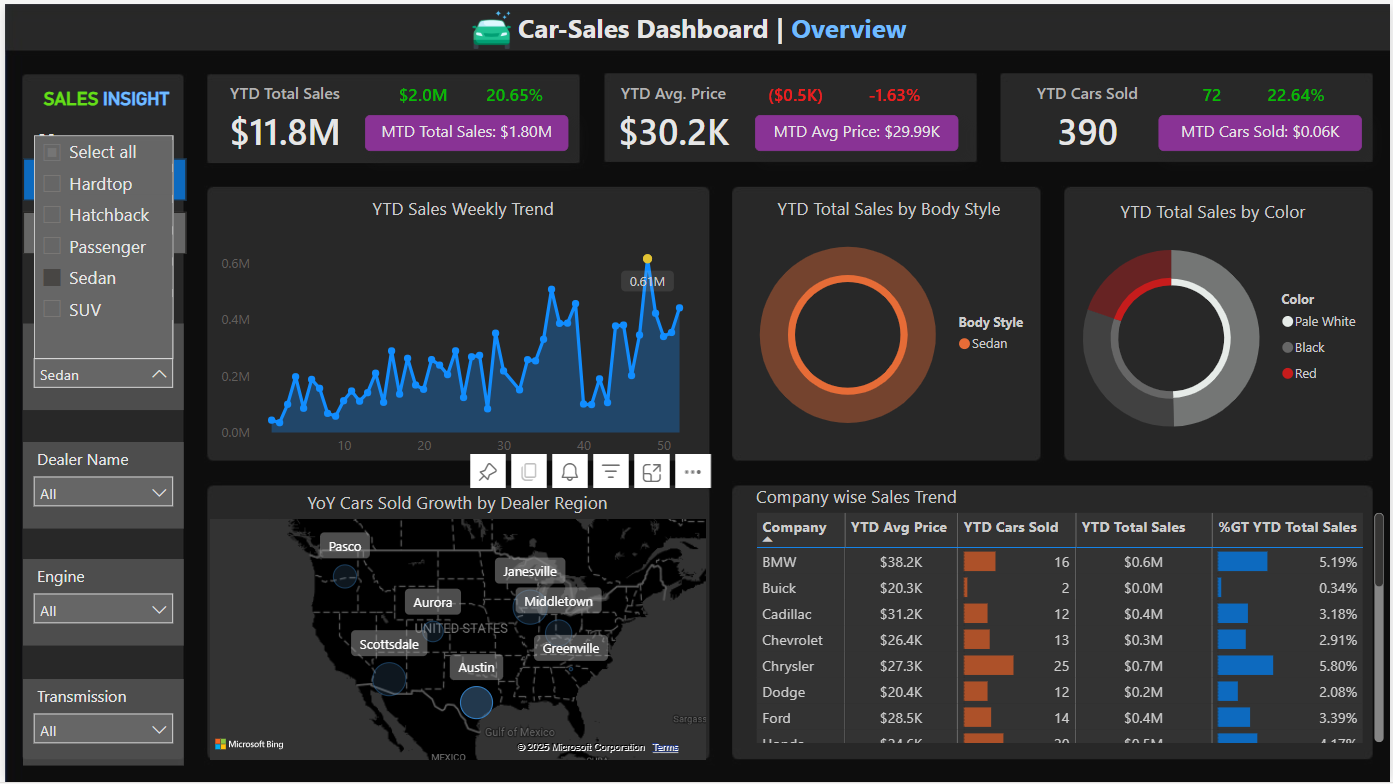 Car-Sales Dashboard | Overview
SALES INSIGHT
Select all
Hardtop
Hatchback
Passenger
Sedan
SUV
Sedan
Dealer Name
All
Engine
All
Transmission
All
YTD Total Sales
$2.0M 20.65%
$11.8M
MTD Total Sales: $1.80M
YTD Avg. Price
($0.5K) -1.63%
$30.2K
MTD Avg Price: $29.99K
YTD Cars Sold
72 22.64%
390
MTD Cars Sold: $0.06K
YTD Sales Weekly Trend
0.6M
0.4M
0.2M
0.0M
0.61M
10 20 30 40 50
YTD Total Sales by Body Style
Body Style
Sedan
YTD Total Sales by Color
Color
Pale White
Black
Red
YoY Cars Sold Growth by Dealer Region
Pasco
Janesville
Aurora
Middletown
UNITED STATES
Scottsdale
Greenville
Austin
Sargass
Gulf of Mexico
Microsoft Bing
© 2025 Microsoft Corporation Terms
MEXICO
Company wise Sales Trend
Company YTD Avg Price YTD Cars Sold YTD Total Sales %GT YTD Total Sales
BMW $38.2K 16 $0.6M 5.19%
Buick $20.3K 2 $0.0M 0.34%
Cadillac $31.2K 12 $0.4M 3.18%
Chevrolet $26.4K 13 $0.3M 2.91%
Chrysler $27.3K 25 $0.7M 5.80%
Dodge $20.4K 12 $0.2M 2.08%
Ford $28.5K 14 $0.4M 3.39%